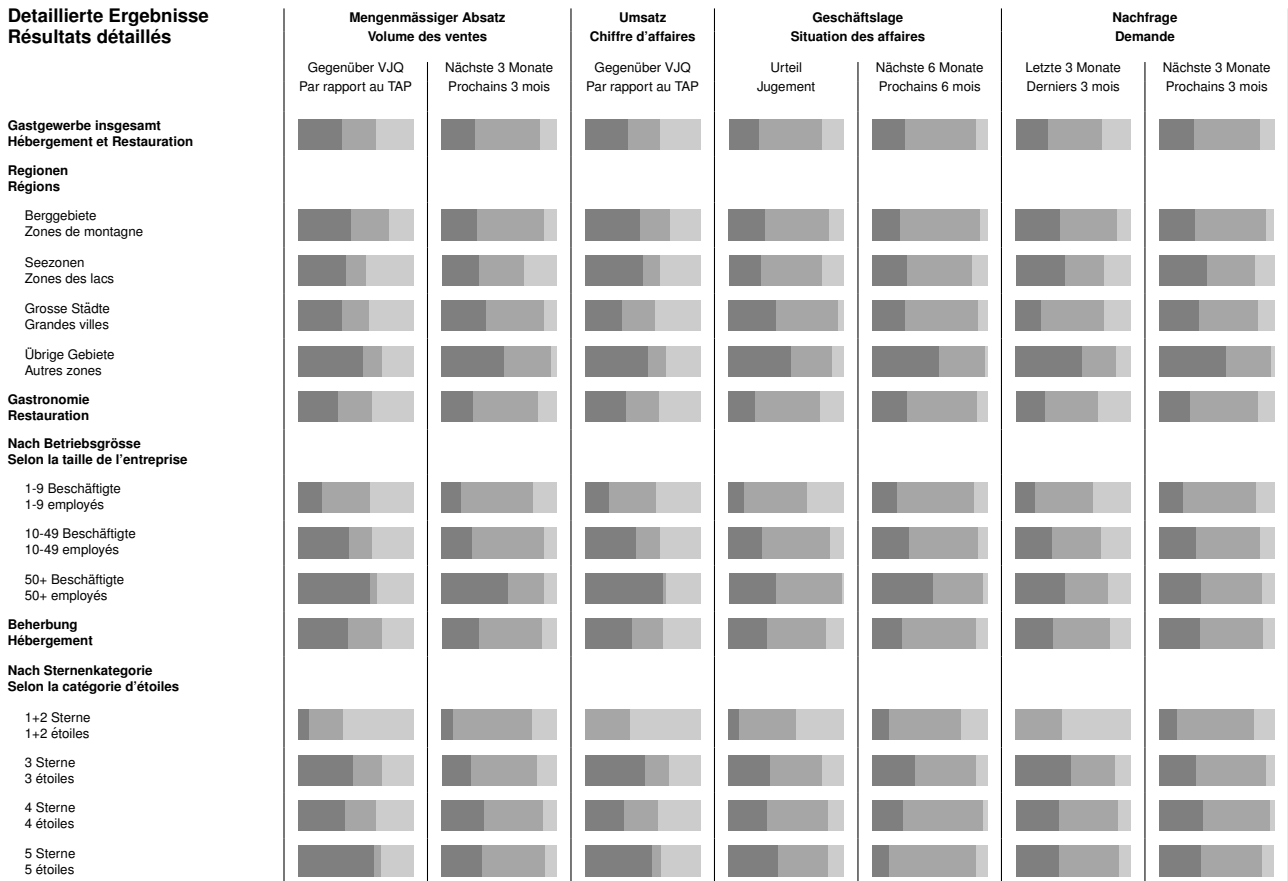 Detaillierte Ergebnisse
Résultats détaillés
Mengenmässiger Absatz
Volume des ventes
Umsatz
Chiffre d'affaires
Geschäftslage
Situation des affaires
Nachfrage
Demande
Gegenüber VJQ
Par rapport au TAP
Nächste 3 Monate
Prochains 3 mois
Gegenüber VJQ
Par rapport au TAP
Urteil
Jugement
Nächste 6 Monate
Prochains 6 mois
Letzte 3 Monate
Derniers 3 mois
Nächste 3 Monate
Prochains 3 mois
Gastgewerbe insgesamt
Hébergement et Restauration
Regionen
Régions
Berggebiete
Zones de montagne
Seezonen
Zones des lacs
Grosse Städte
Grandes villes
Übrige Gebiete
Autres zones
Gastronomie
Restauration
Nach Betriebsgrösse
Selon la taille de l'entreprise
1-9 Beschäftigte
1-9 employés
10-49 Beschäftigte
10-49 employés
50+ Beschäftigte
50+ employés
Beherbung
Hébergement
Nach Sternenkategorie
Selon la catégorie d'étoiles
1+2 Sterne
1+2 étoiles
3 Sterne
3 étoiles
4 Sterne
4 étoiles
5 Sterne
5 étoiles